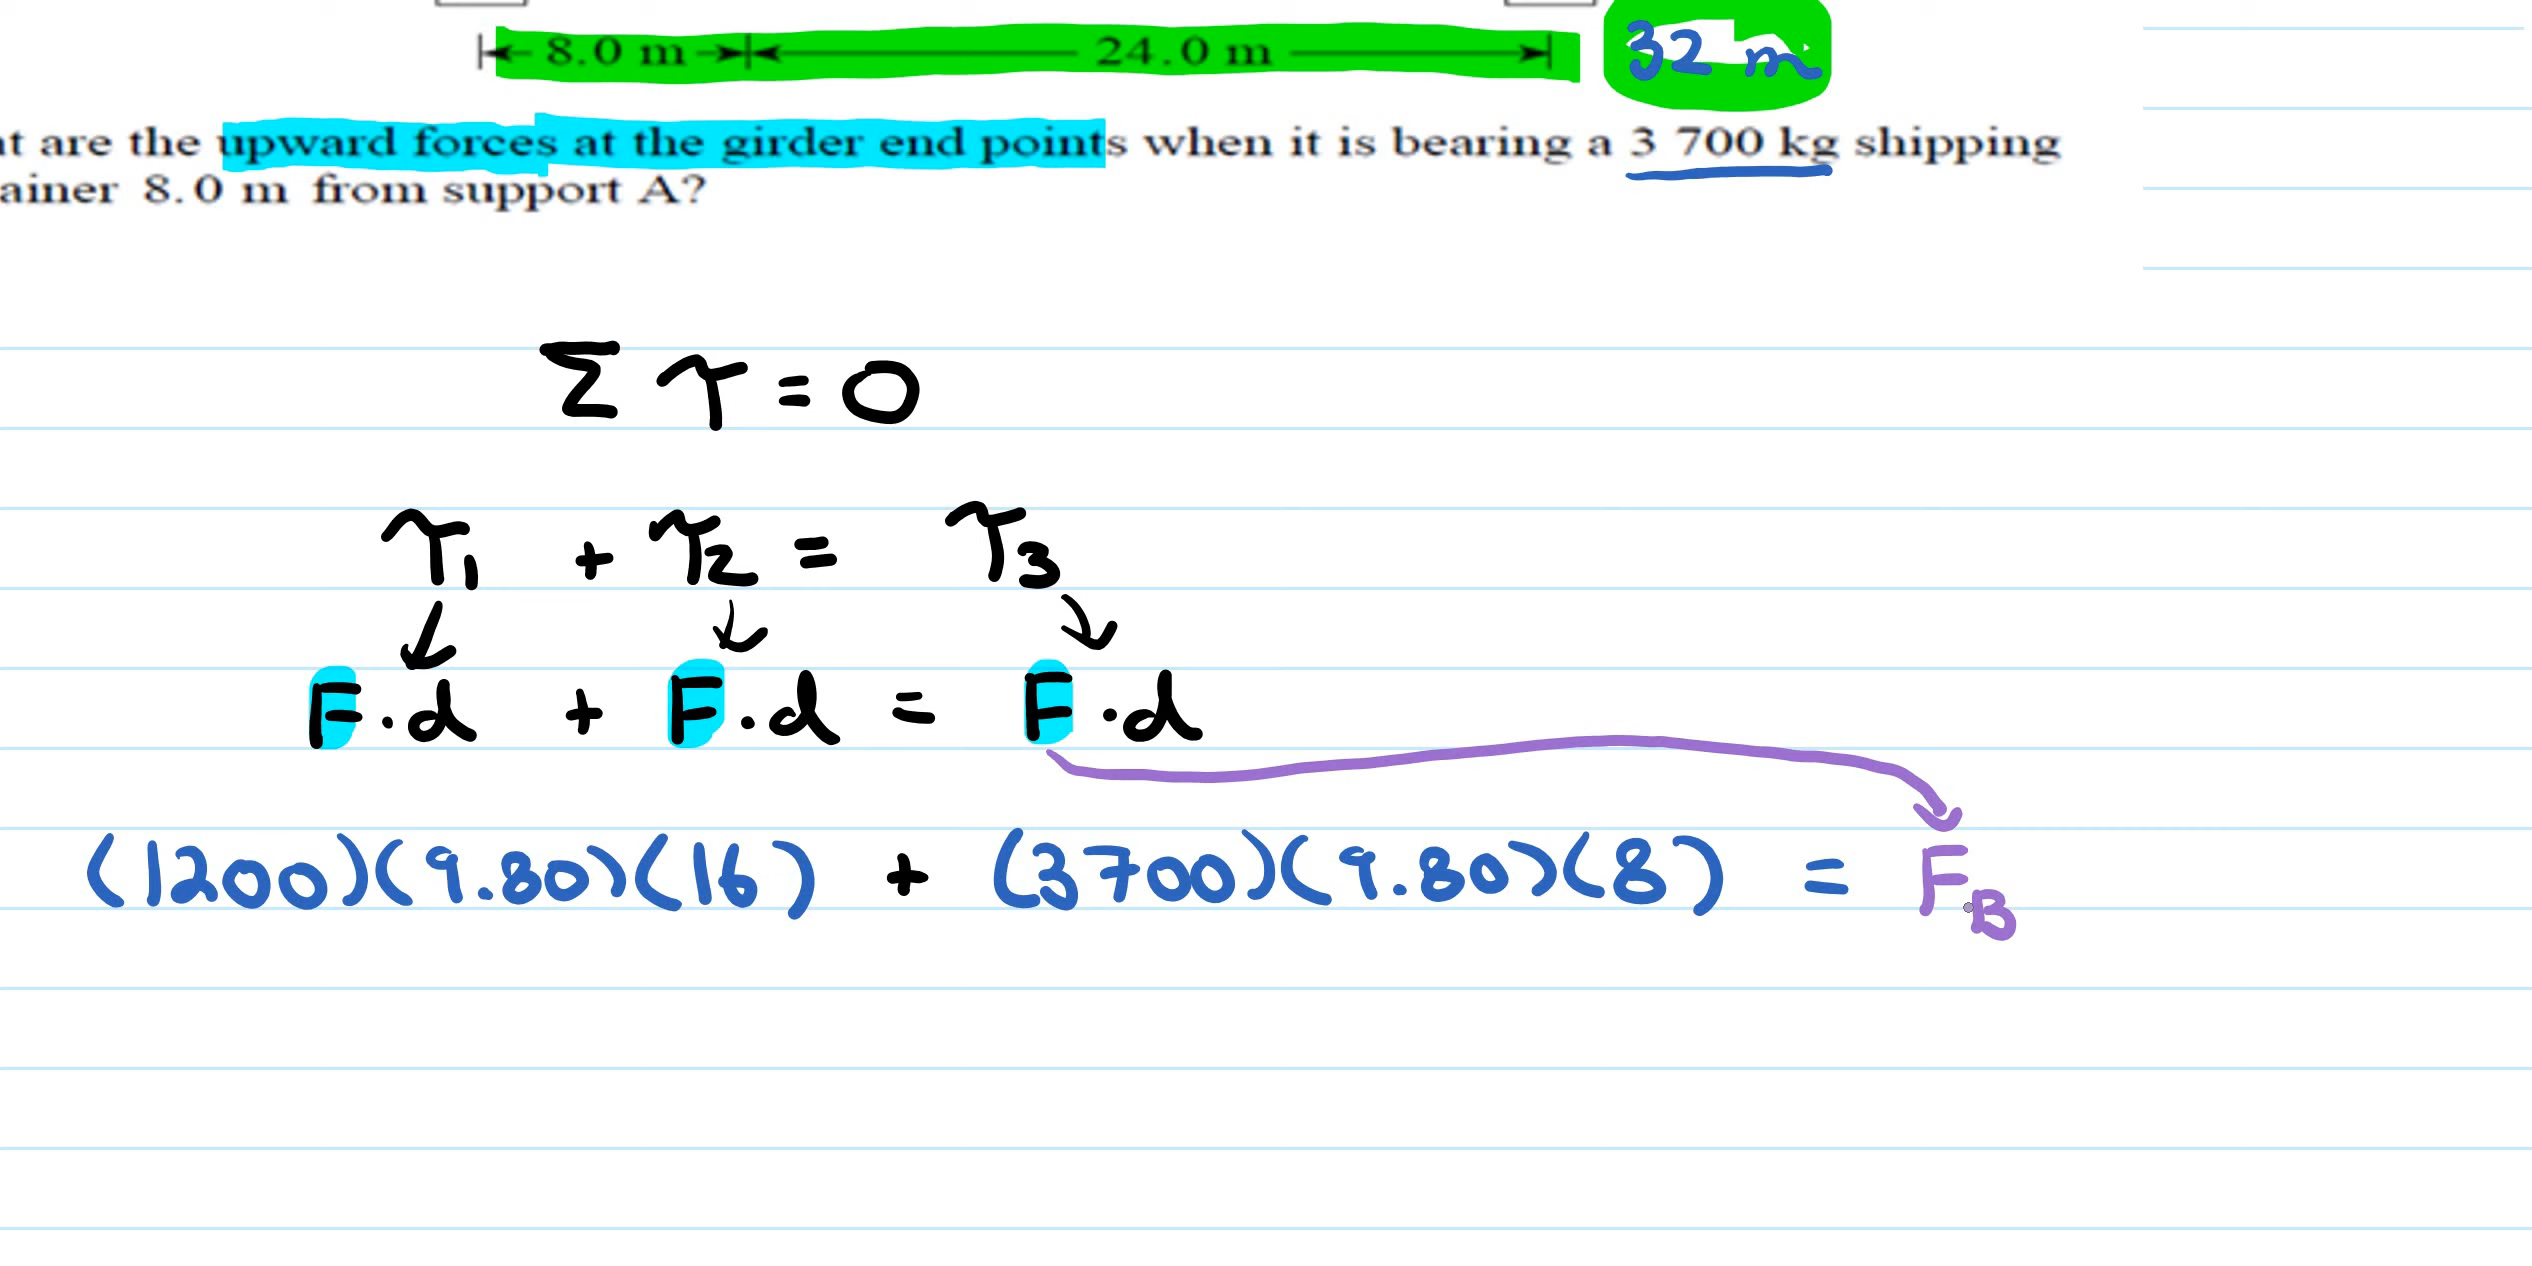 8.0 m 24.0 m 32 m
t are the upward forces at the girder end points when it is bearing a 3 700 kg shipping
ainer 8.0 m from support A?
Σ τ = 0
τ1 + τ2 = τ3
F · d + F · d = F · d
(1200)(9.80)(16) + (3700)(9.80)(8) = FB